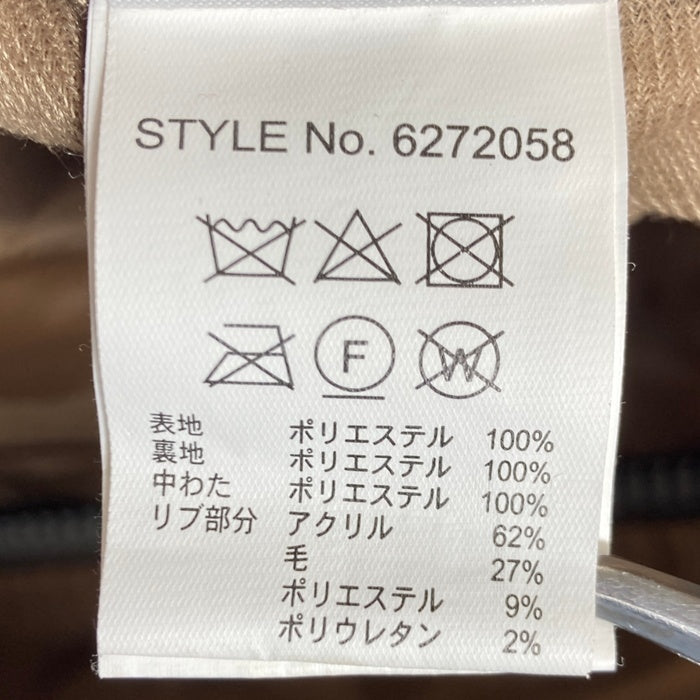 STYLE No. 6272058
F W
表地 ポリエステル 100%
裏地 ポリエステル 100%
中わた ポリエステル 100%
リブ部分 アクリル 62%
毛 27%
ポリエステル 9%
ポリウレタン 2%